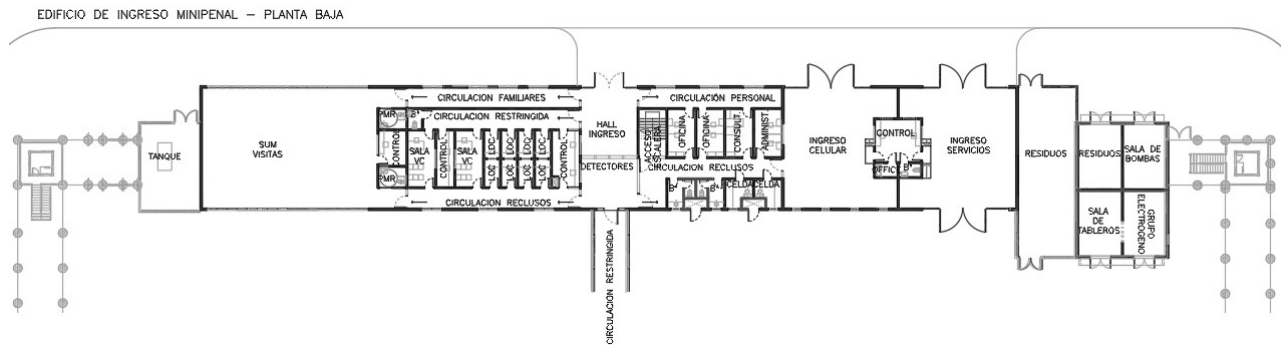 EDIFICIO DE INGRESO MINIPENAL – PLANTA BAJA
CIRCULACION FAMILIARES
CIRCULACIÓN PERSONAL
PMR
B°
CIRCULACION RESTRINGIDA
HALL
INGRESO
ACCESO
ESCALERA
OFICINA
OFICINA
CONSULT.
ADMINIST.
CONTROL
TANQUE
SUM
VISITAS
CONTROL
SALA
VC
CONTROL
SALA
VC
LOC
LOC
LOC
LOC
CONTROL
INGRESO
CELULAR
INGRESO
SERVICIOS
RESIDUOS
RESIDUOS
SALA DE
BOMBAS
PMR
LOC
LOC
LOC
LOC
DETECTORES
CIRCULACION RECLUSOS
OFFICE
B°
B°
B°
CELDA
CELDA
CIRCULACION RECLUSOS
SALA
DE
TABLEROS
GRUPO
ELECTROGENO
CIRCULACION RESTRINGIDA